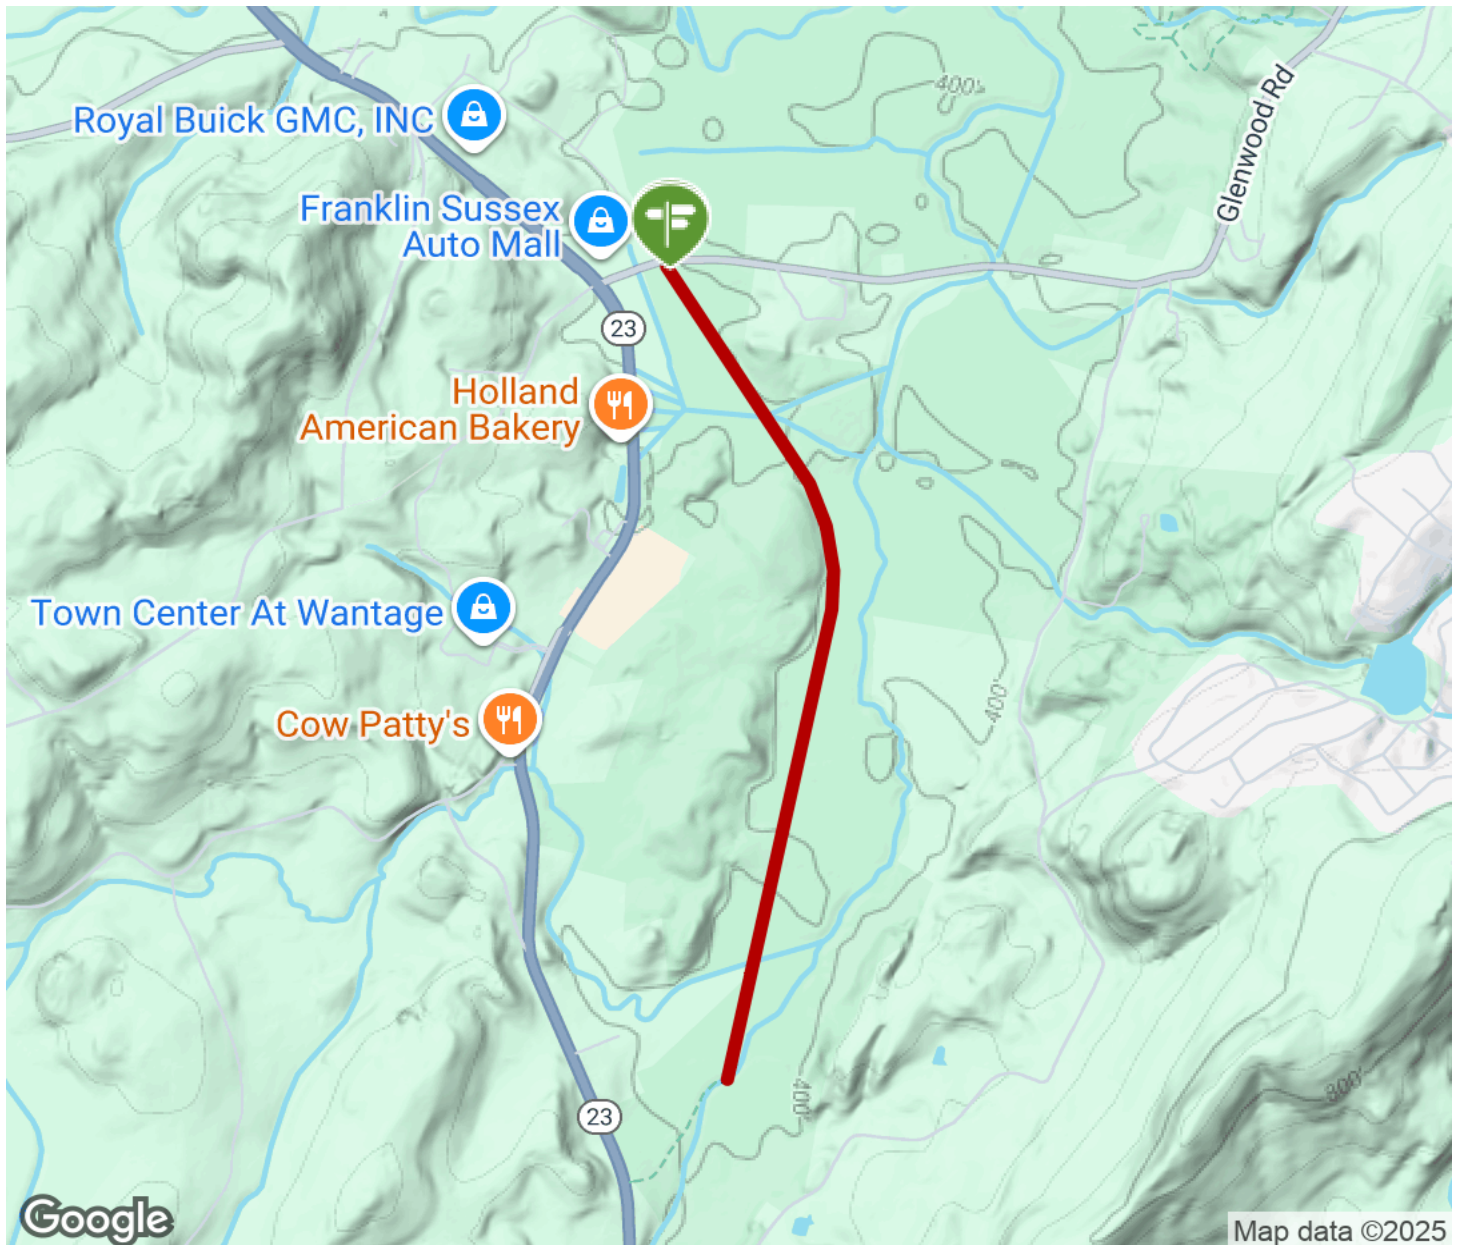 400'
Glenwood Rd
Royal Buick GMC, INC
Franklin Sussex
Auto Mall
23
Holland
American Bakery
Town Center At Wantage
400'
Cow Patty's
400'
800'
23
Google
Map data ©2025